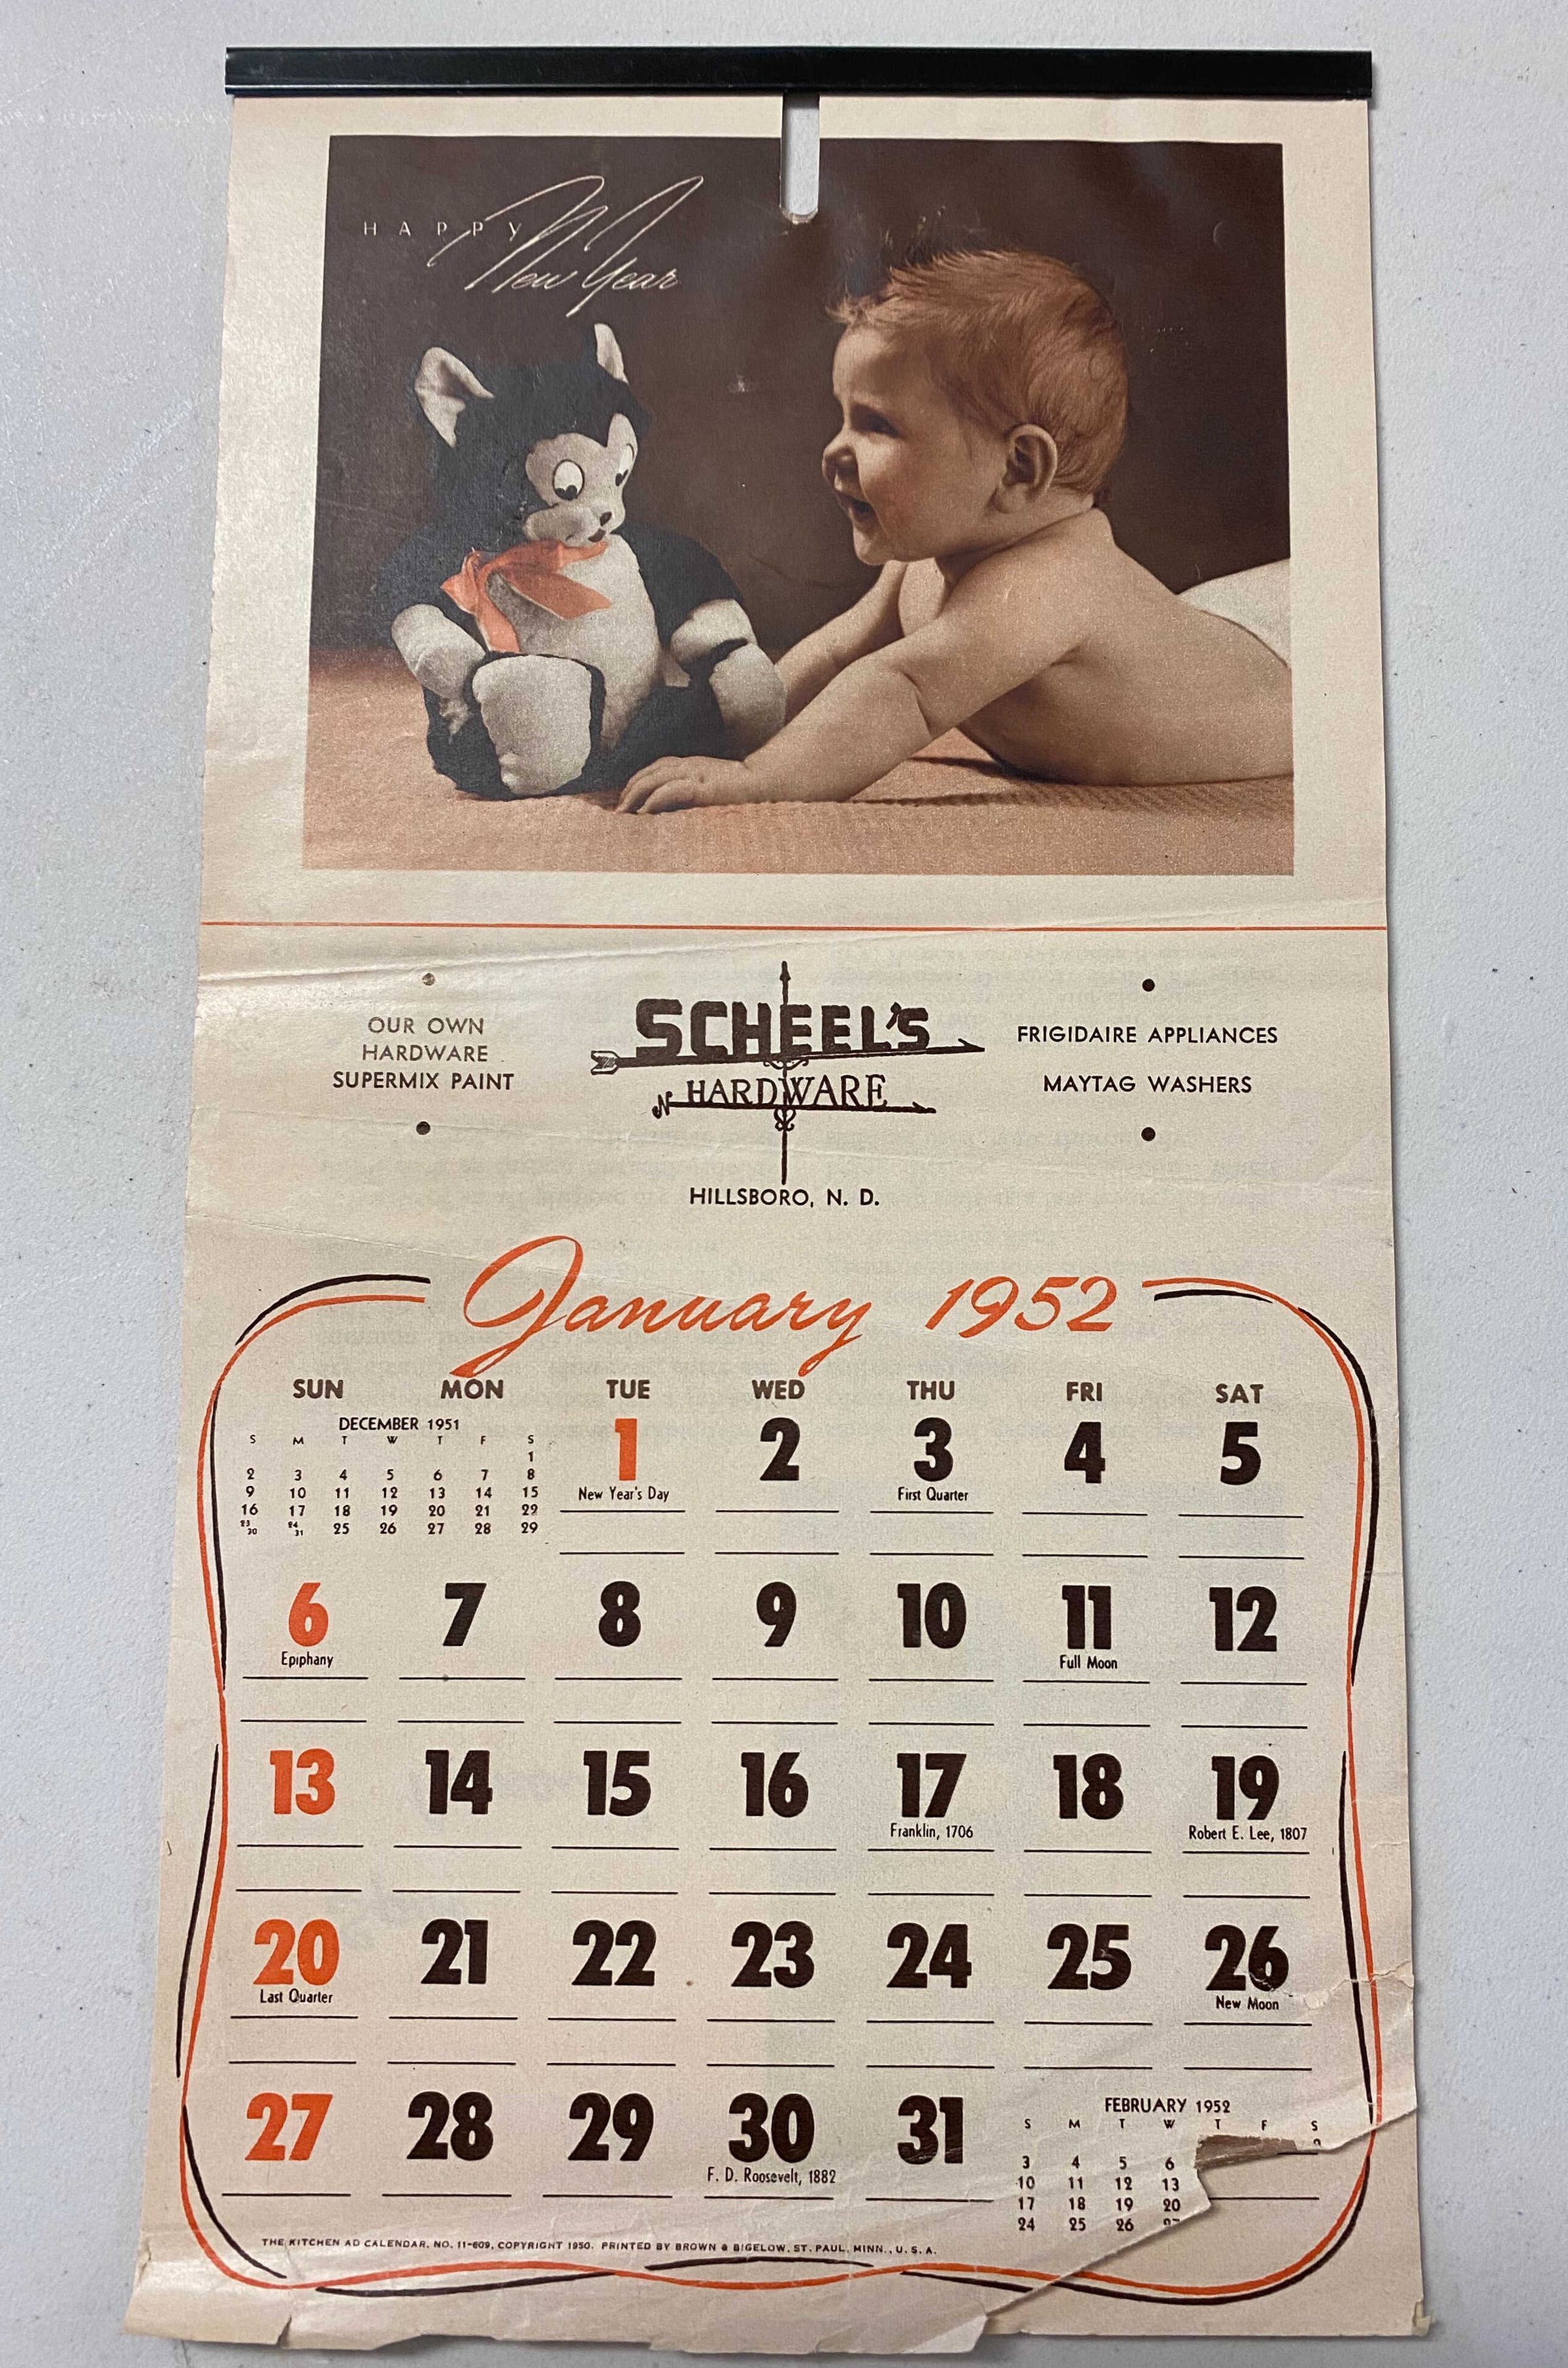 HAPPY
New Year
OUR OWN
HARDWARE
SUPERMIX PAINT
SCHEEL'S
N HARDWARE
HILLSBORO, N. D.
FRIGIDAIRE APPLIANCES
MAYTAG WASHERS
January 1952
SUN MON TUE WED THU FRI SAT
DECEMBER 1951
S M T W T F S
1
2 3 4 5 6 7 8
9 10 11 12 13 14 15
16 17 18 19 20 21 22
23/30 24/31 25 26 27 28 29
1 2 3 4 5
New Year's Day First Quarter
6 7 8 9 10 11 12
Epiphany Full Moon
13 14 15 16 17 18 19
Franklin, 1706 Robert E. Lee, 1807
20 21 22 23 24 25 26
Last Quarter New Moon
27 28 29 30 31
F. D. Roosevelt, 1882
FEBRUARY 1952
S M T W T F S
3 4 5 6
10 11 12 13
17 18 19 20
24 25 26
THE KITCHEN AD CALENDAR, NO. 11-609, COPYRIGHT 1950. PRINTED BY BROWN & BIGELOW, ST. PAUL, MINN., U. S. A.